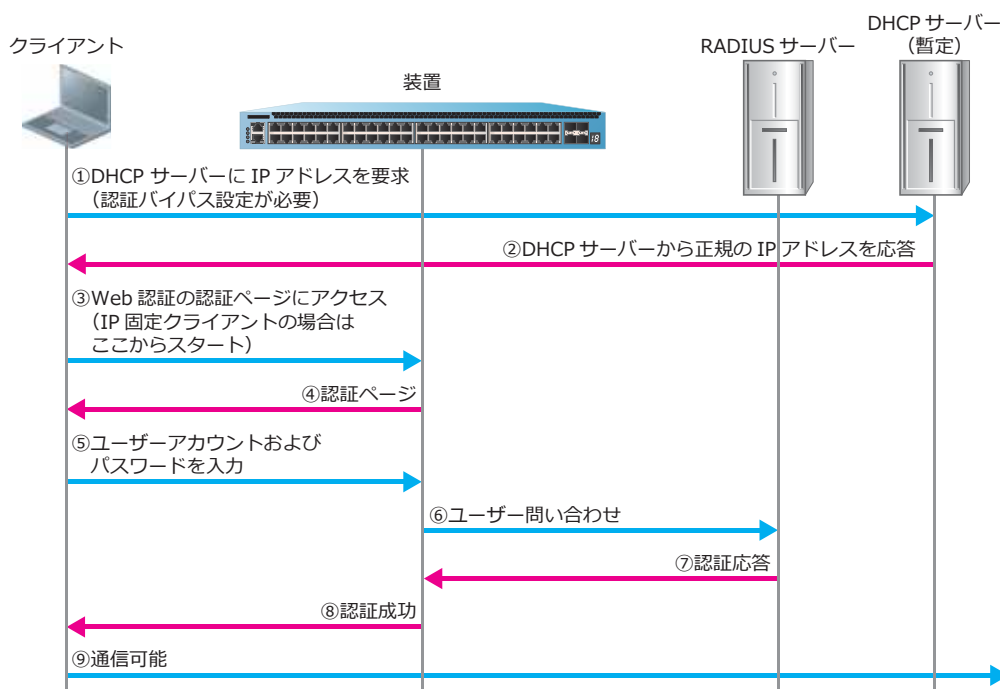 DHCP サーバー
（暫定）
クライアント
RADIUS サーバー
装置
18
①DHCP サーバーに IP アドレスを要求
（認証バイパス設定が必要）
②DHCP サーバーから正規の IP アドレスを応答
③Web 認証の認証ページにアクセス
（IP 固定クライアントの場合は
ここからスタート）
④認証ページ
⑤ユーザーアカウントおよび
パスワードを入力
⑥ユーザー問い合わせ
⑦認証応答
⑧認証成功
⑨通信可能